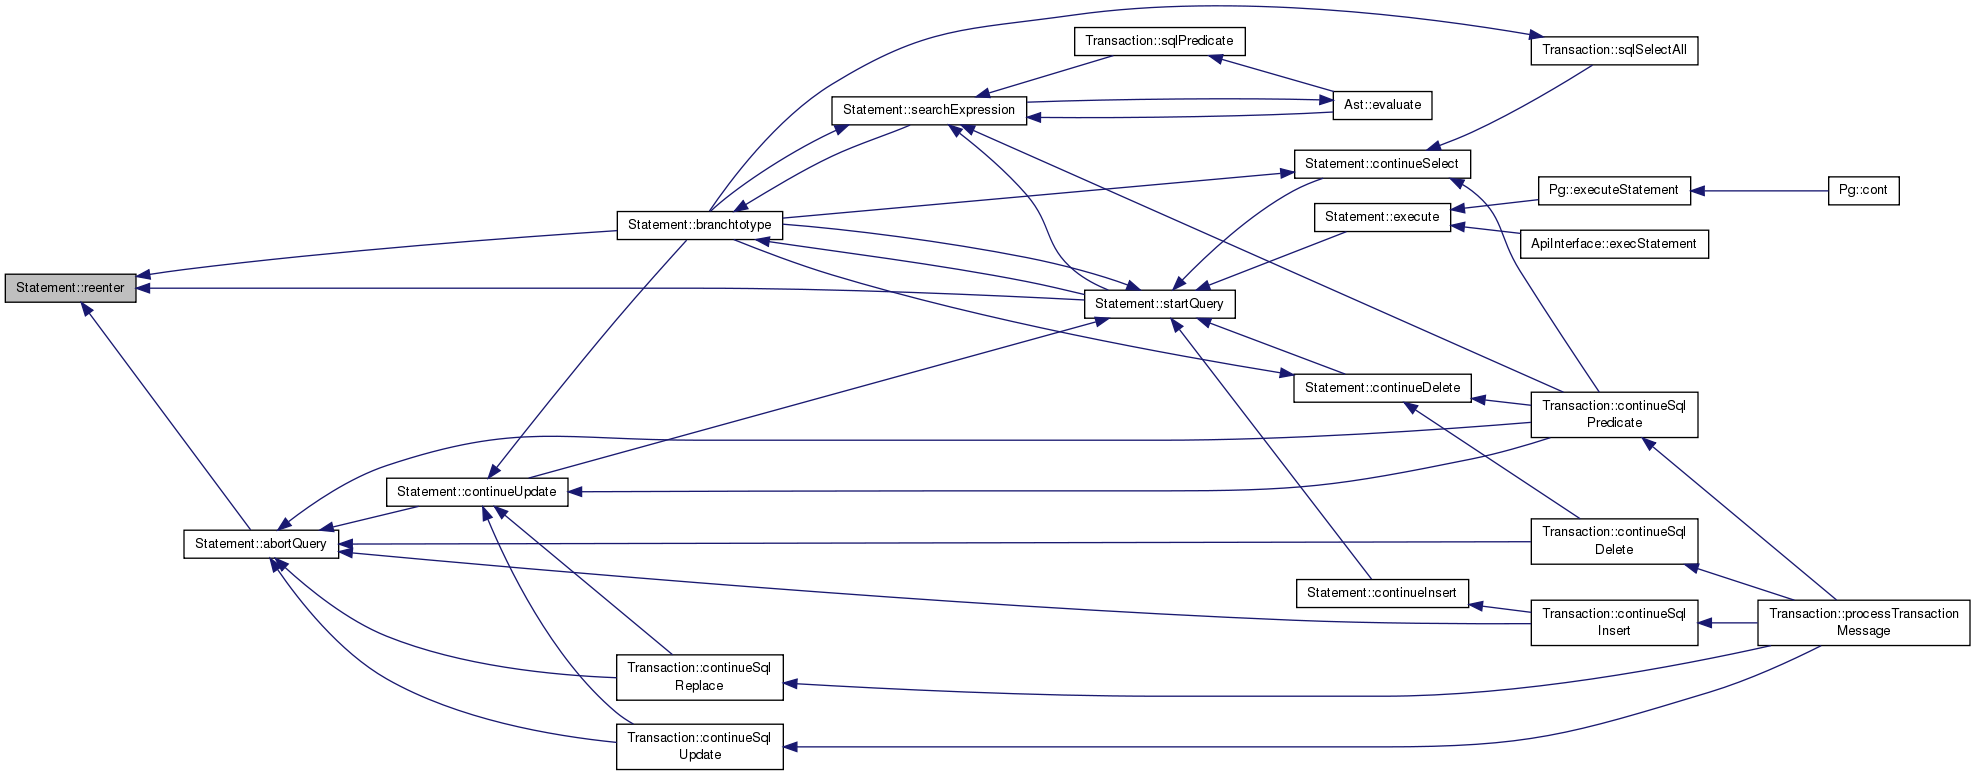 Transaction::sqlPredicate
Transaction::sqlSelectAll
Statement::searchExpression
Ast::evaluate
Statement::continueSelect
Pg::executeStatement
Pg::cont
Statement::execute
Statement::branchtotype
ApiInterface::execStatement
Statement::reenter
Statement::startQuery
Statement::continueDelete
Transaction::continueSql
Predicate
Statement::continueUpdate
Statement::abortQuery
Transaction::continueSql
Delete
Statement::continueInsert
Transaction::continueSql
Insert
Transaction::processTransaction
Message
Transaction::continueSql
Replace
Transaction::continueSql
Update